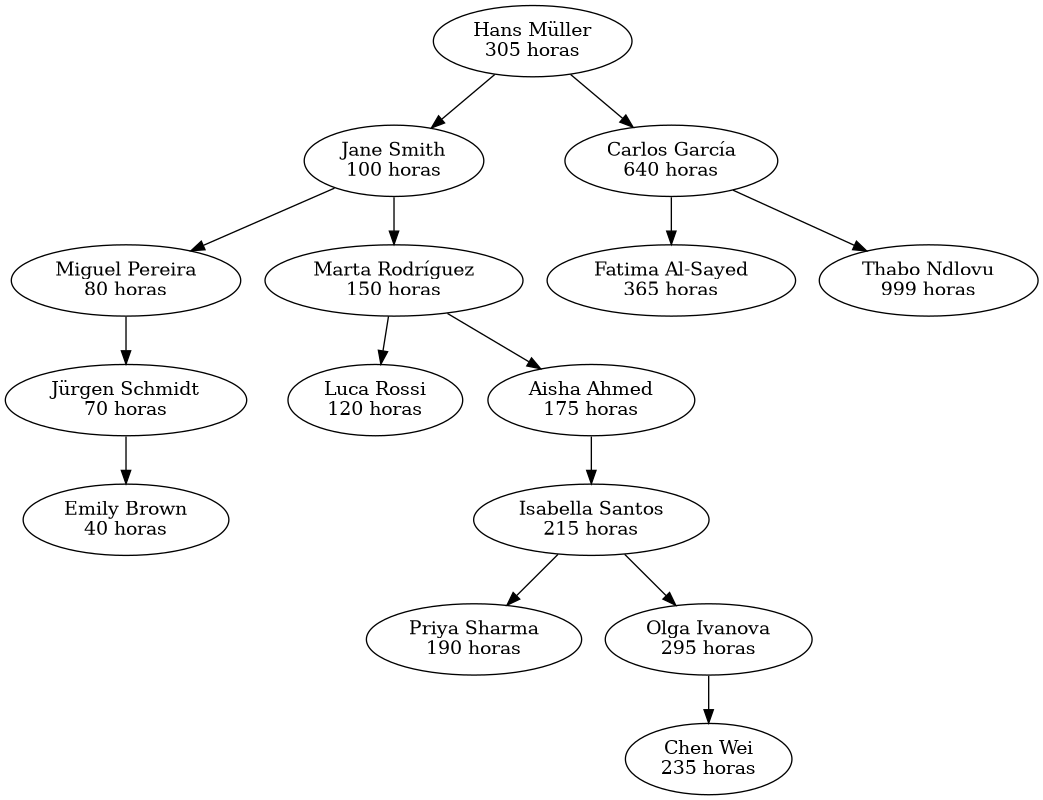 Hans Müller
305 horas
Jane Smith
100 horas
Carlos García
640 horas
Miguel Pereira
80 horas
Marta Rodríguez
150 horas
Fatima Al-Sayed
365 horas
Thabo Ndlovu
999 horas
Jürgen Schmidt
70 horas
Luca Rossi
120 horas
Aisha Ahmed
175 horas
Emily Brown
40 horas
Isabella Santos
215 horas
Priya Sharma
190 horas
Olga Ivanova
295 horas
Chen Wei
235 horas